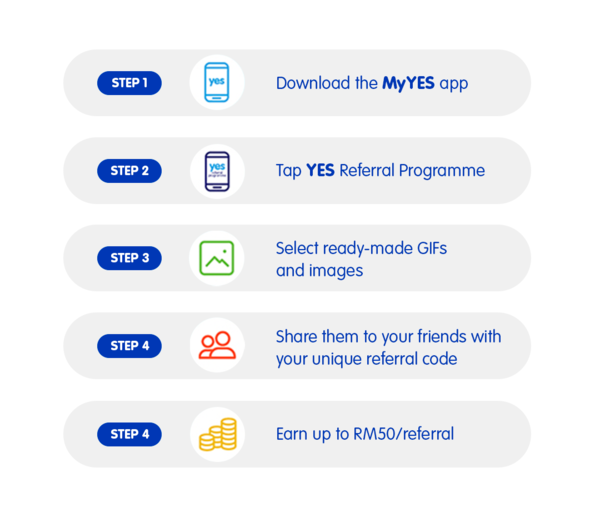 STEP 1
yes
Download the MyYES app
STEP 2
yes
Tap YES Referral Programme
STEP 3
Select ready-made GIFs
and images
STEP 4
Share them to your friends with
your unique referral code
STEP 4
Earn up to RM50/referral